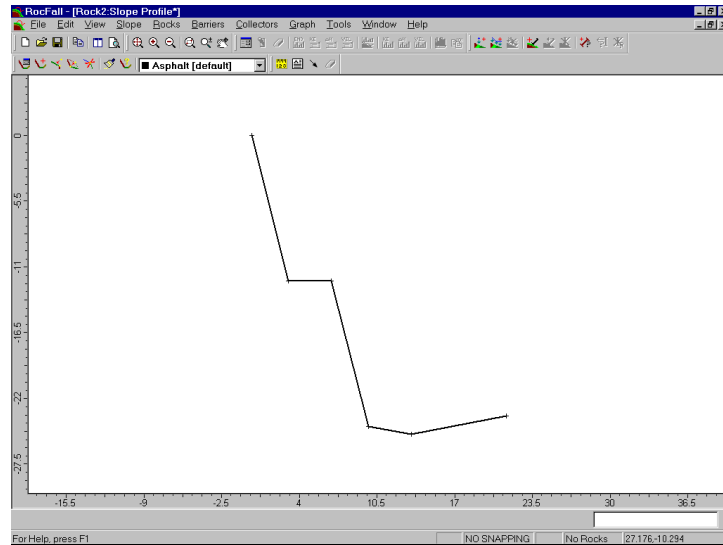 RocFall - [Rock2:Slope Profile*]
File Edit View Slope Rocks Barriers Collectors Graph Tools Window Help
Asphalt [default]
0
-5.5
-11
-16.5
-22
-27.5
-15.5 -9 -2.5 4 10.5 17 23.5 30 36.5
For Help, press F1 NO SNAPPING No Rocks 27.176,-10.294